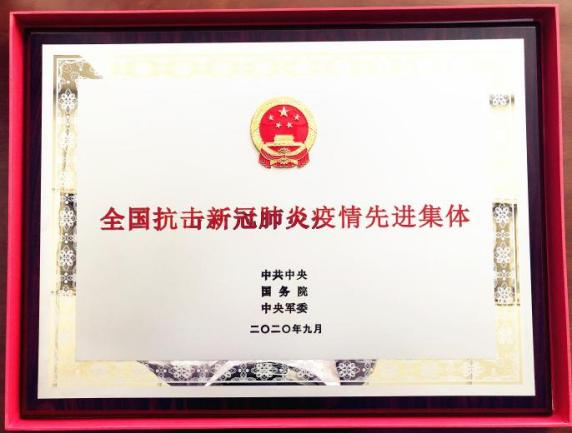 全国抗击新冠肺炎疫情先进集体
中共中央
国务院
中央军委
二〇二〇年九月